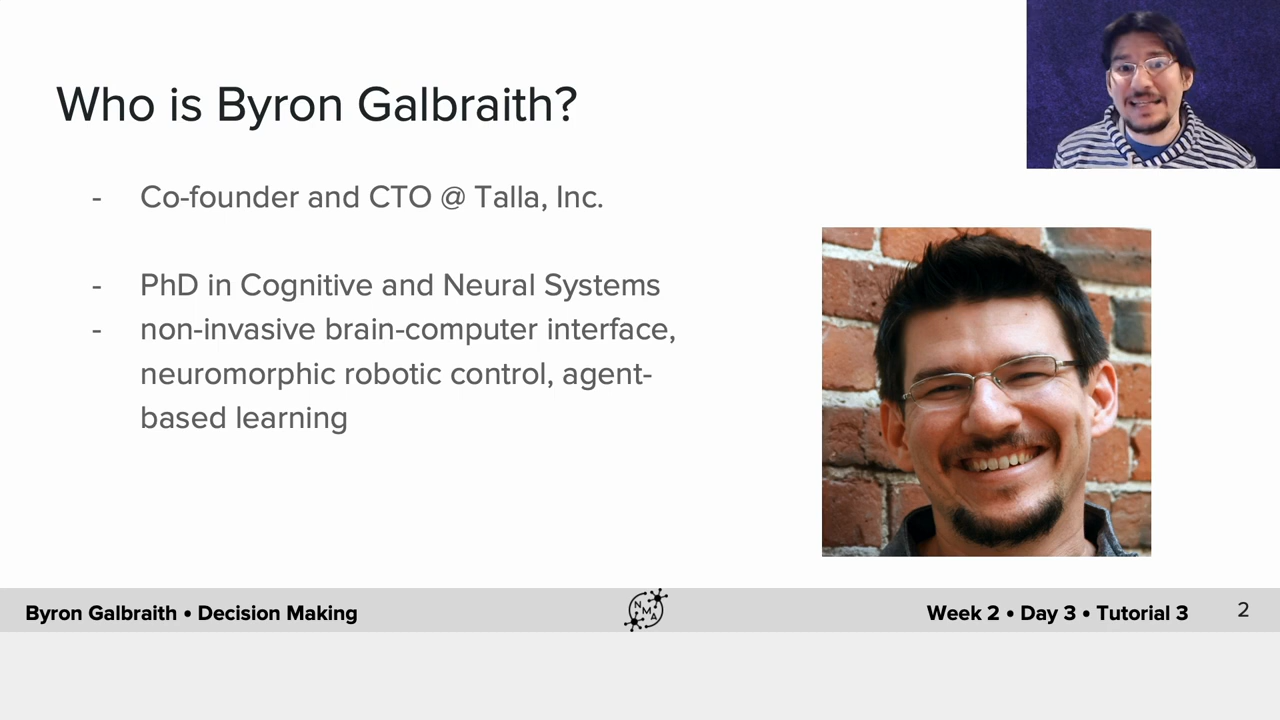 Who is Byron Galbraith?
- Co-founder and CTO @ Talla, Inc.
- PhD in Cognitive and Neural Systems
- non-invasive brain-computer interface,
neuromorphic robotic control, agent-
based learning
Byron Galbraith • Decision Making
N
M
A
Week 2 • Day 3 • Tutorial 3
2